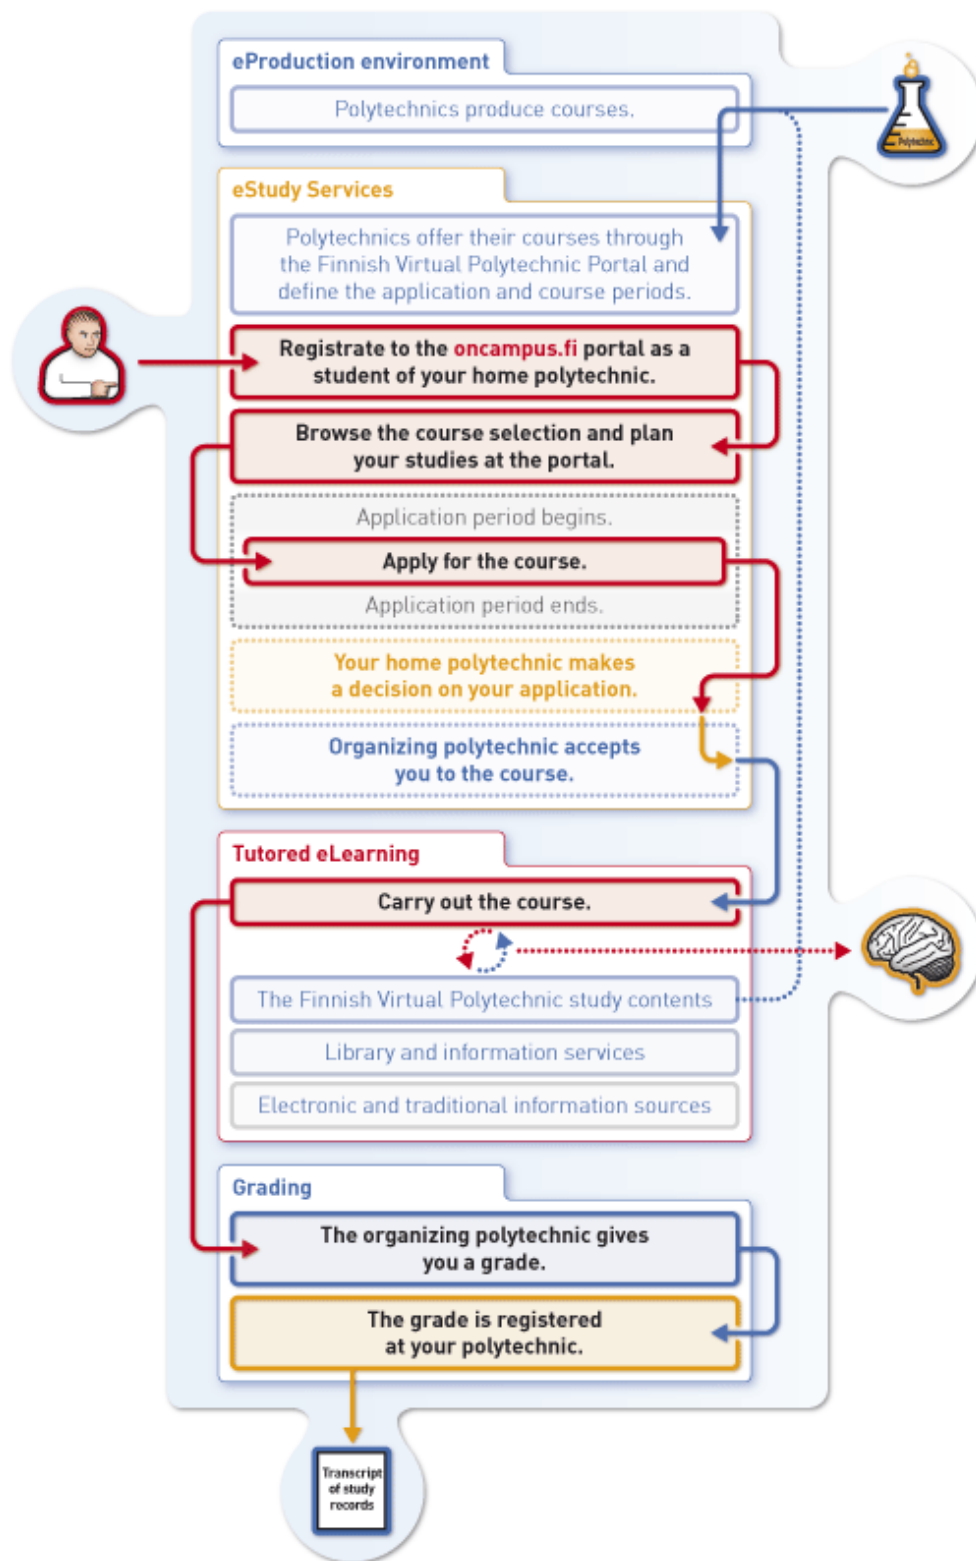 eProduction environment
Polytechnics produce courses.
Polytechnic
eStudy Services
Polytechnics offer their courses through
the Finnish Virtual Polytechnic Portal and
define the application and course periods.
Registrate to the oncampus.fi portal as a
student of your home polytechnic.
Browse the course selection and plan
your studies at the portal.
Application period begins.
Apply for the course.
Application period ends.
Your home polytechnic makes
a decision on your application.
Organizing polytechnic accepts
you to the course.
Tutored eLearning
Carry out the course.
The Finnish Virtual Polytechnic study contents
Library and information services
Electronic and traditional information sources
Grading
The organizing polytechnic gives
you a grade.
The grade is registered
at your polytechnic.
Transcript
of study
records